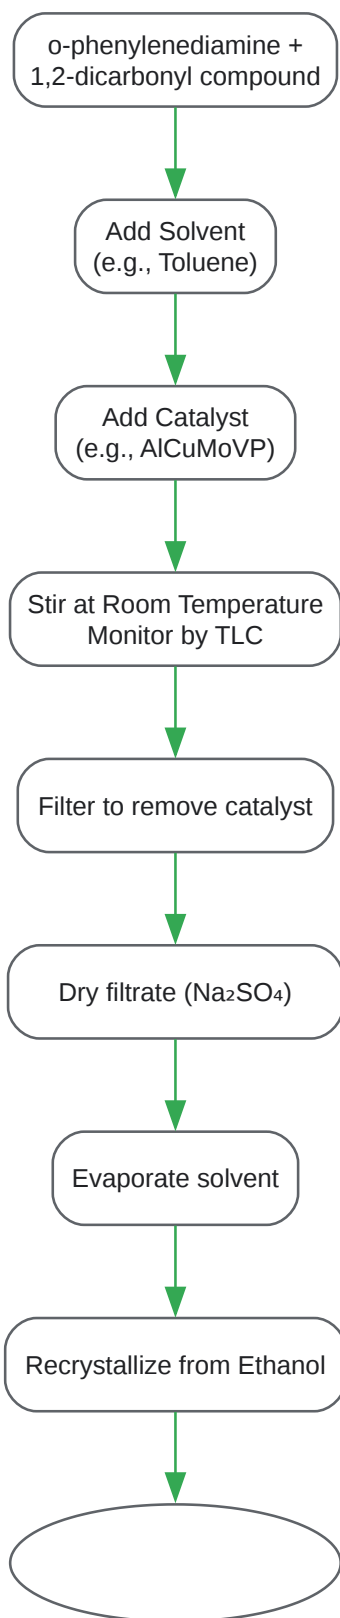 o-phenylenediamine +
1,2-dicarbonyl compound
Add Solvent
(e.g., Toluene)
Add Catalyst
(e.g., AlCuMoVP)
Stir at Room Temperature
Monitor by TLC
Filter to remove catalyst
Dry filtrate (Na₂SO₄)
Evaporate solvent
Recrystallize from Ethanol